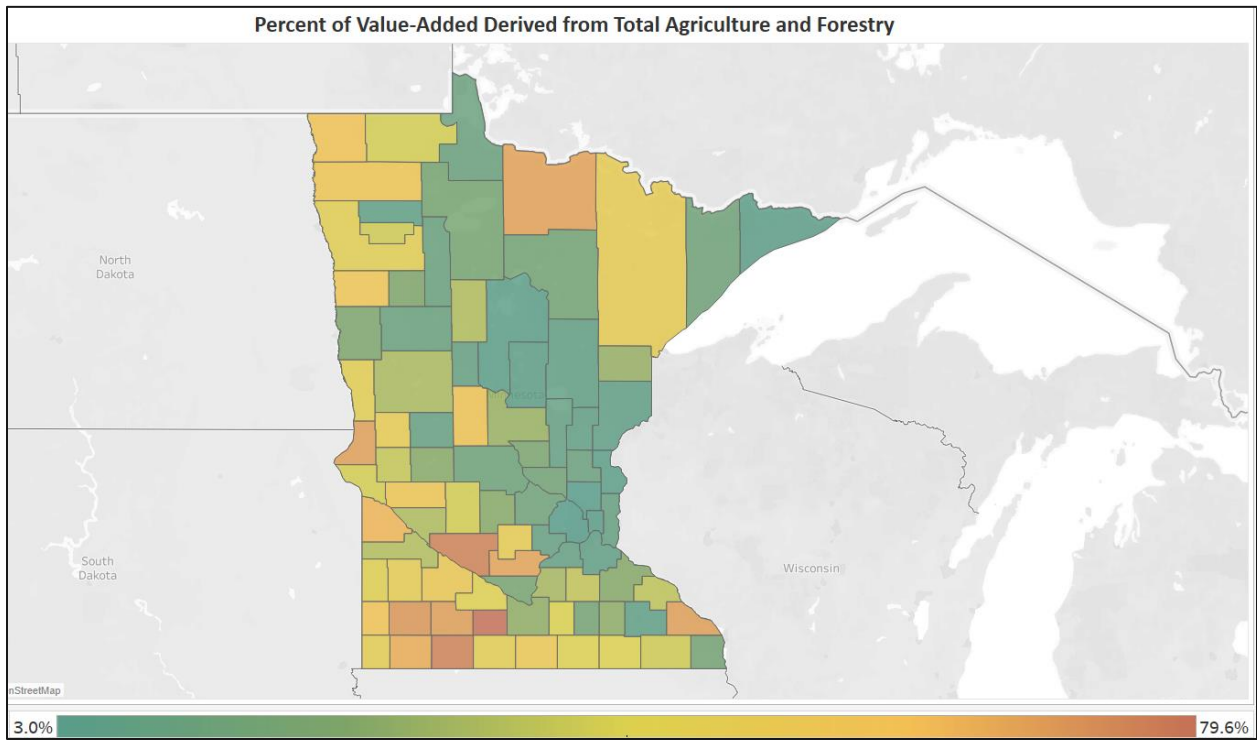 Percent of Value-Added Derived from Total Agriculture and Forestry
North
Dakota
South
Dakota
Wisconsin
nStreetMap
3.0%
79.6%